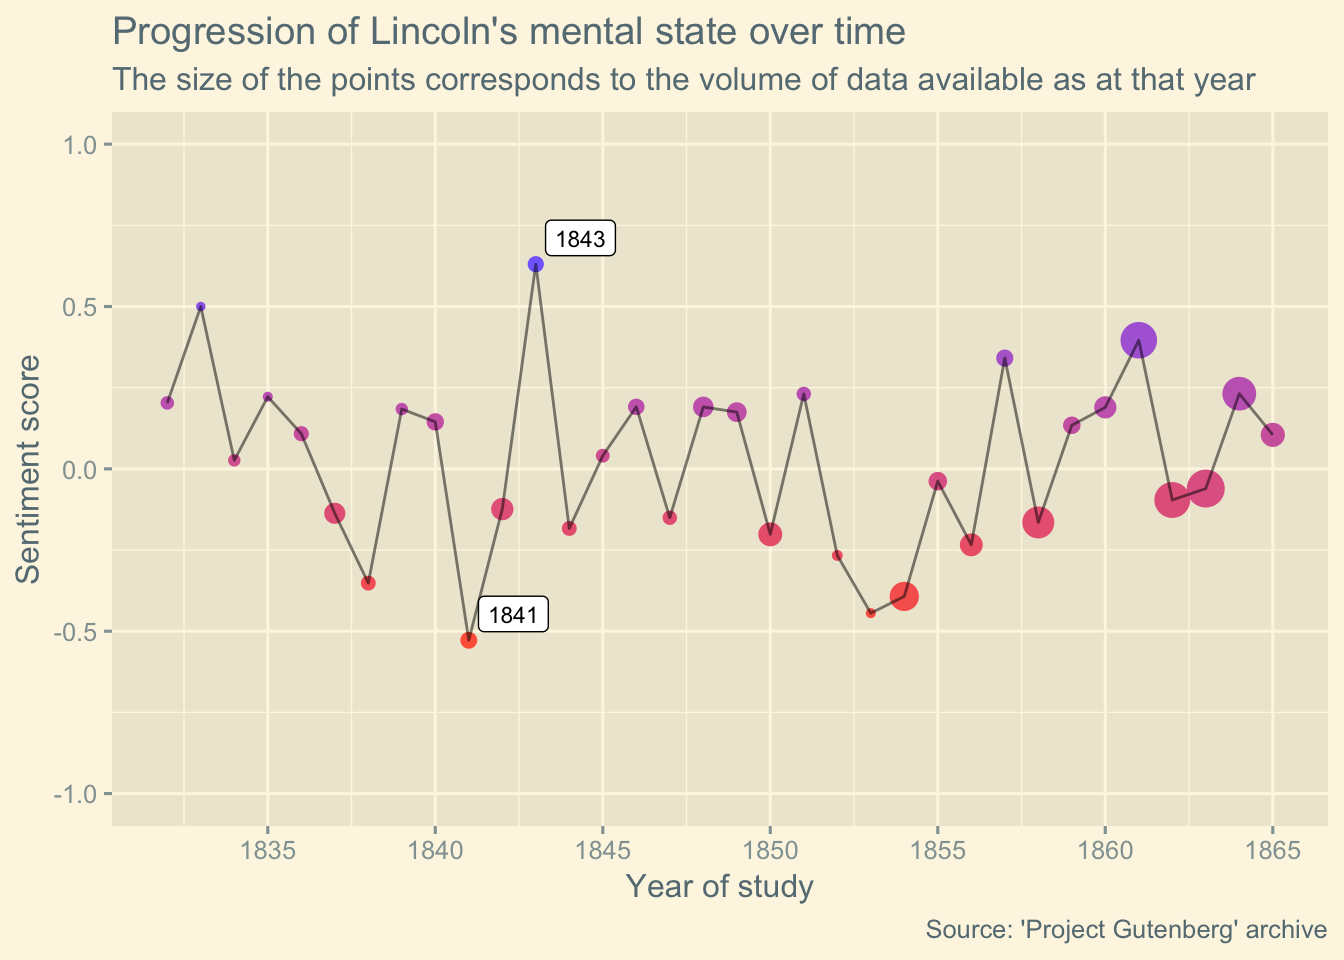 Progression of Lincoln's mental state over time
The size of the points corresponds to the volume of data available as at that year
1.0
0.5
0.0
-0.5
-1.0
Sentiment score
1843
1841
1835 1840 1845 1850 1855 1860 1865
Year of study
Source: 'Project Gutenberg' archive